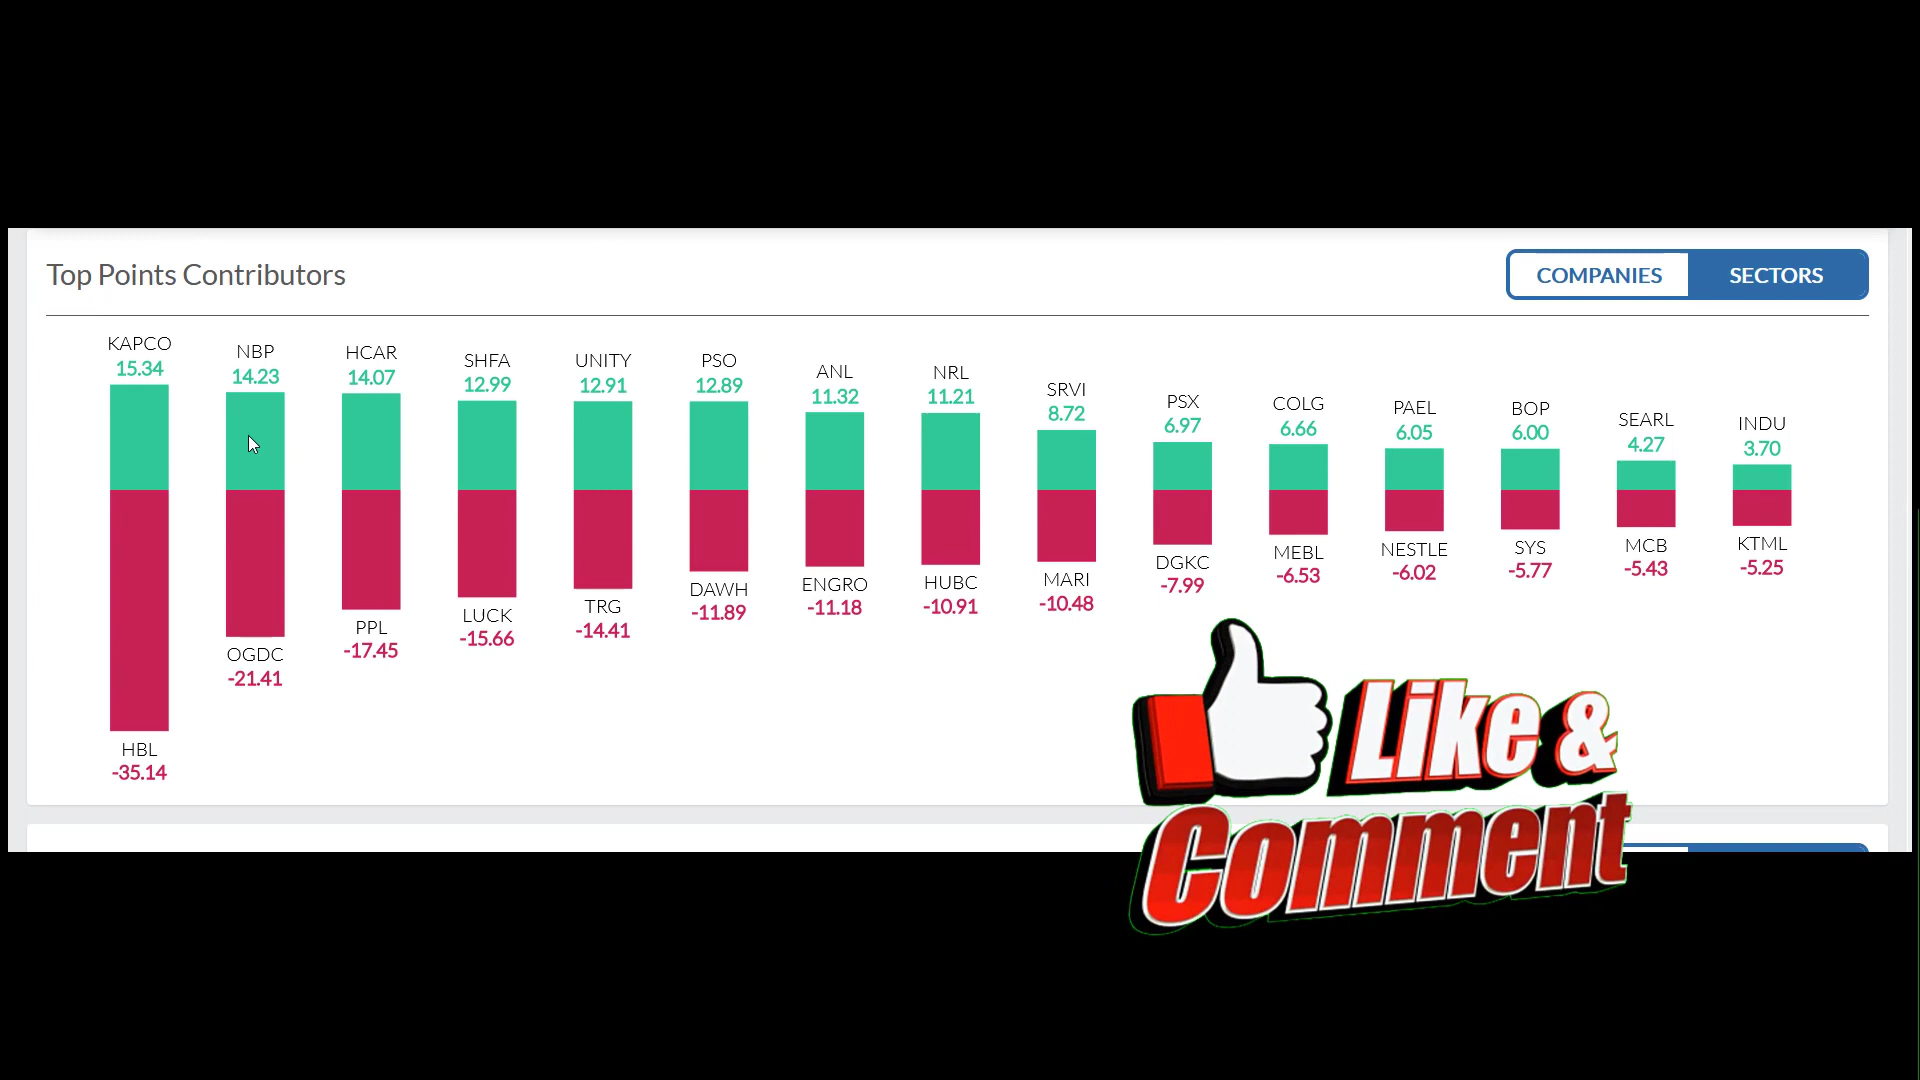 Top Points Contributors
COMPANIES SECTORS
KAPCO NBP HCAR SHFA UNITY PSO ANL NRL SRVI PSX COLG PAEL BOP SEARL INDU
15.34 14.23 14.07 12.99 12.91 12.89 11.32 11.21 8.72 6.97 6.66 6.05 6.00 4.27 3.70
HBL OGDC PPL LUCK TRG DAWH ENGRO HUBC MARI DGKC MEBL NESTLE SYS MCB KTML
-35.14 -21.41 -17.45 -15.66 -14.41 -11.89 -11.18 -10.91 -10.48 -7.99 -6.53 -6.02 -5.77 -5.43 -5.25
Like &
Comment